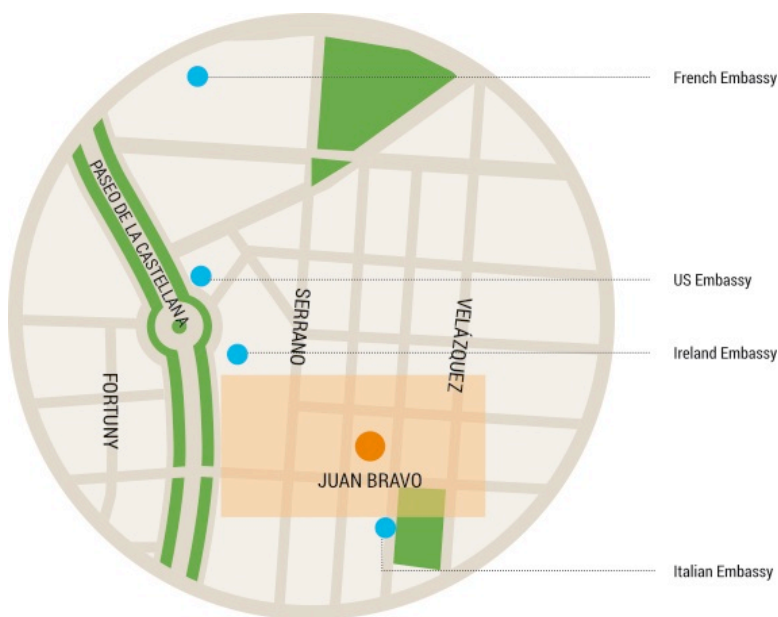 French Embassy
PASEO DE LA CASTELLANA
US Embassy
SERRANO
VELÁZQUEZ
Ireland Embassy
FORTUNY
JUAN BRAVO
Italian Embassy